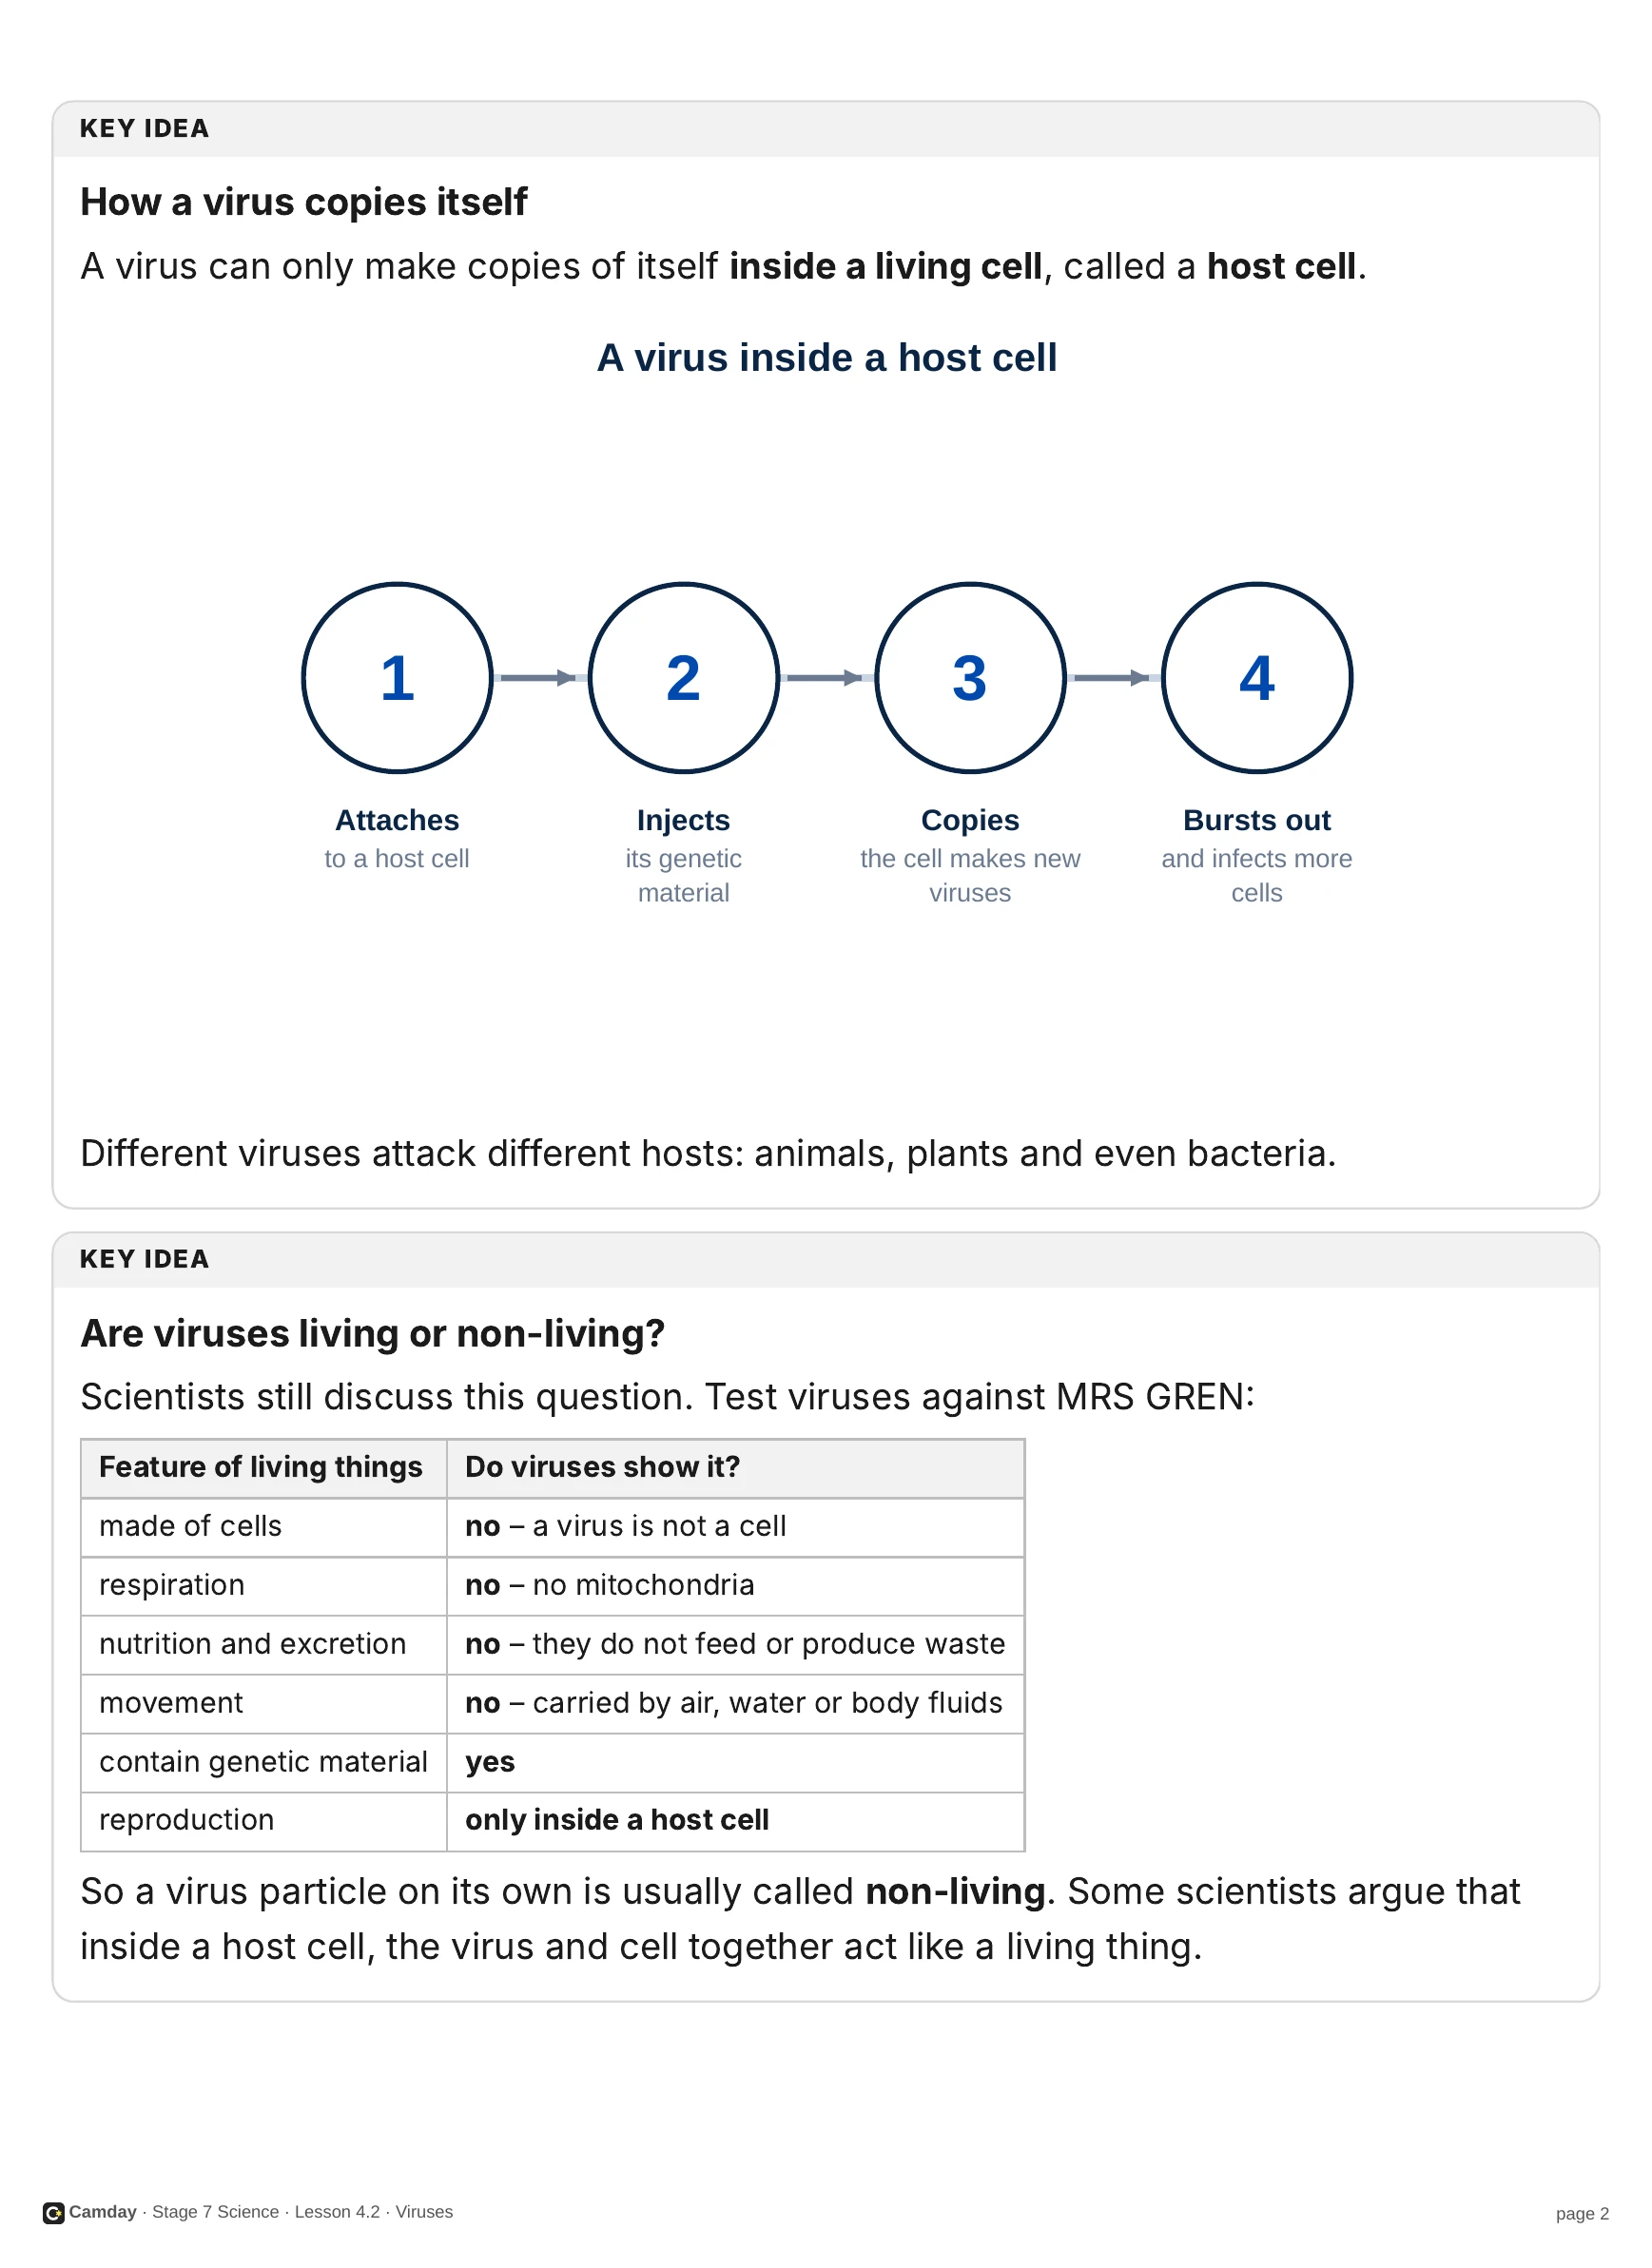 KEY IDEA
How a virus copies itself
A virus can only make copies of itself inside a living cell, called a host cell.
A virus inside a host cell
1
2
3
4
Attaches
to a host cell
Injects
its genetic
material
Copies
the cell makes new
viruses
Bursts out
and infects more
cells
Different viruses attack different hosts: animals, plants and even bacteria.
KEY IDEA
Are viruses living or non-living?
Scientists still discuss this question. Test viruses against MRS GREN:
Feature of living things Do viruses show it?
made of cells no – a virus is not a cell
respiration no – no mitochondria
nutrition and excretion no – they do not feed or produce waste
movement no – carried by air, water or body fluids
contain genetic material yes
reproduction only inside a host cell
So a virus particle on its own is usually called non-living. Some scientists argue that
inside a host cell, the virus and cell together act like a living thing.
Camday · Stage 7 Science · Lesson 4.2 · Viruses
page 2